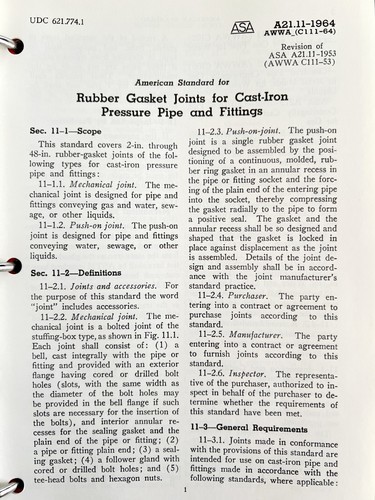 UDC 621.774.1
ASA
A21.11–1964
AWWA (C111–64)
Revision of
ASA A21.11–1953
(AWWA C111–53)
American Standard for
Rubber Gasket Joints for Cast-Iron
Pressure Pipe and Fittings
Sec. 11–1—Scope
This standard covers 2-in. through
48-in. rubber-gasket joints of the fol-
lowing types for cast-iron pressure
pipe and fittings:
11–1.1. Mechanical joint. The me-
chanical joint is designed for pipe and
fittings conveying gas and water, sew-
age, or other liquids.
11–1.2. Push-on joint. The push-on
joint is designed for pipe and fittings
conveying water, sewage, or other
liquids.
Sec. 11–2—Definitions
11–2.1. Joints and accessories. For
the purpose of this standard the word
"joint" includes accessories.
11–2.2. Mechanical joint. The me-
chanical joint is a bolted joint of the
stuffing-box type, as shown in Fig. 11.1.
Each joint shall consist of: (1) a
bell, cast integrally with the pipe or
fitting and provided with an exterior
flange having cored or drilled bolt
holes (slots, with the same width as
the diameter of the bolt holes may
be provided in the bell flange if such
slots are necessary for the insertion of
the bolts), and interior annular re-
cesses for the sealing gasket and the
plain end of the pipe or fitting; (2)
a pipe or fitting plain end; (3) a seal-
ing gasket; (4) a follower gland with
cored or drilled bolt holes; and (5)
tee-head bolts and hexagon nuts.
11–2.3. Push-on-joint. The push-on
joint is a single rubber gasket joint
designed to be assembled by the posi-
tioning of a continuous, molded, rub-
ber ring gasket in an annular recess in
the pipe or fitting socket and the forc-
ing of the plain end of the entering pipe
into the socket, thereby compressing
the gasket radially to the pipe to form
a positive seal. The gasket and the
annular recess shall be so designed and
shaped that the gasket is locked in
place against displacement as the joint
is assembled. Details of the joint de-
sign and assembly shall be in accord-
ance with the joint manufacturer's
standard practice.
11–2.4. Purchaser. The party en-
tering into a contract or agreement to
purchase joints according to this
standard.
11–2.5. Manufacturer. The party
entering into a contract or agreement
to furnish joints according to this
standard.
11–2.6. Inspector. The representa-
tive of the purchaser, authorized to in-
spect in behalf of the purchaser to de-
termine whether the requirements of
this standard have been met.
11–3—General Requirements
11–3.1. Joints made in conformance
with the provisions of this standard are
intended for use on cast-iron pipe and
fittings made in accordance with the
following standards, where applicable:
1